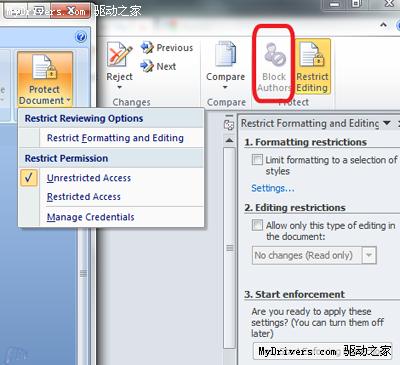 www.MyDrivers.com 驱动之家
Protect
Document
Restrict Reviewing Options
Restrict Formatting and Editing
Restrict Permission
Unrestricted Access
Restricted Access
Manage Credentials
Reject
Previous
Next
Changes
Compare
Compare
Block
Authors
Restrict
Editing
Protect
Restrict Formatting and Editing
1. Formatting restrictions
Limit formatting to a selection of
styles
Settings...
2. Editing restrictions
Allow only this type of editing in
the document:
No changes (Read only)
3. Start enforcement
Are you ready to apply these
settings? (You can turn them off
later)
MyDrivers.com 驱动之家